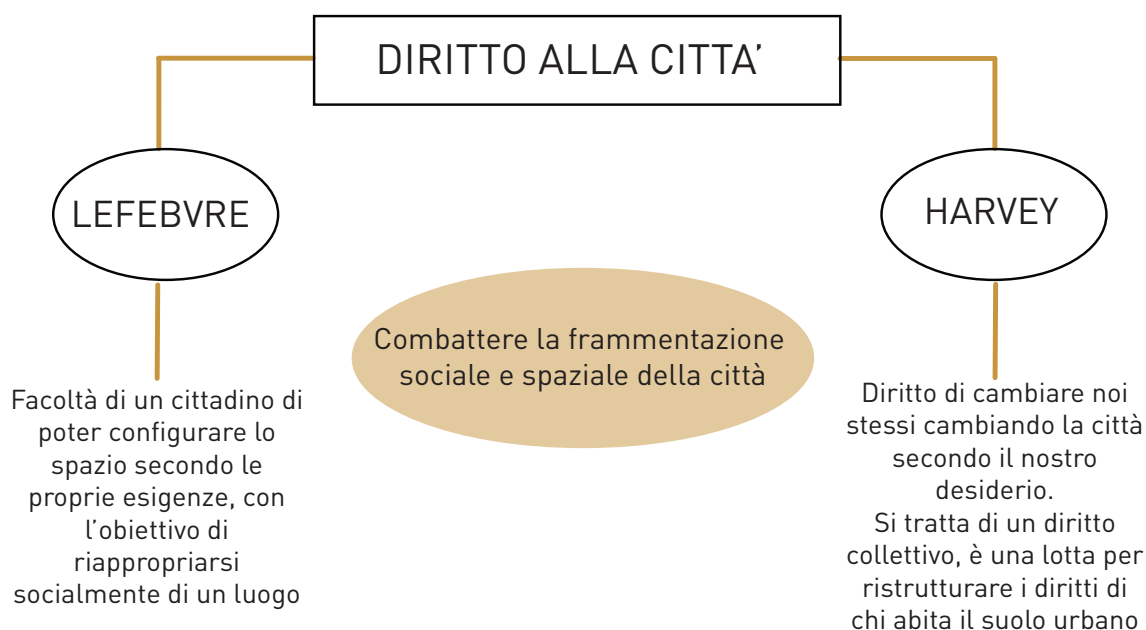 DIRITTO ALLA CITTA'
LEFEBVRE
HARVEY
Combattere la frammentazione
sociale e spaziale della città
Facoltà di un cittadino di
poter configurare lo
spazio secondo le
proprie esigenze, con
l'obiettivo di
riappropriarsi
socialmente di un luogo
Diritto di cambiare noi
stessi cambiando la città
secondo il nostro
desiderio.
Si tratta di un diritto
collettivo, è una lotta per
ristrutturare i diritti di
chi abita il suolo urbano